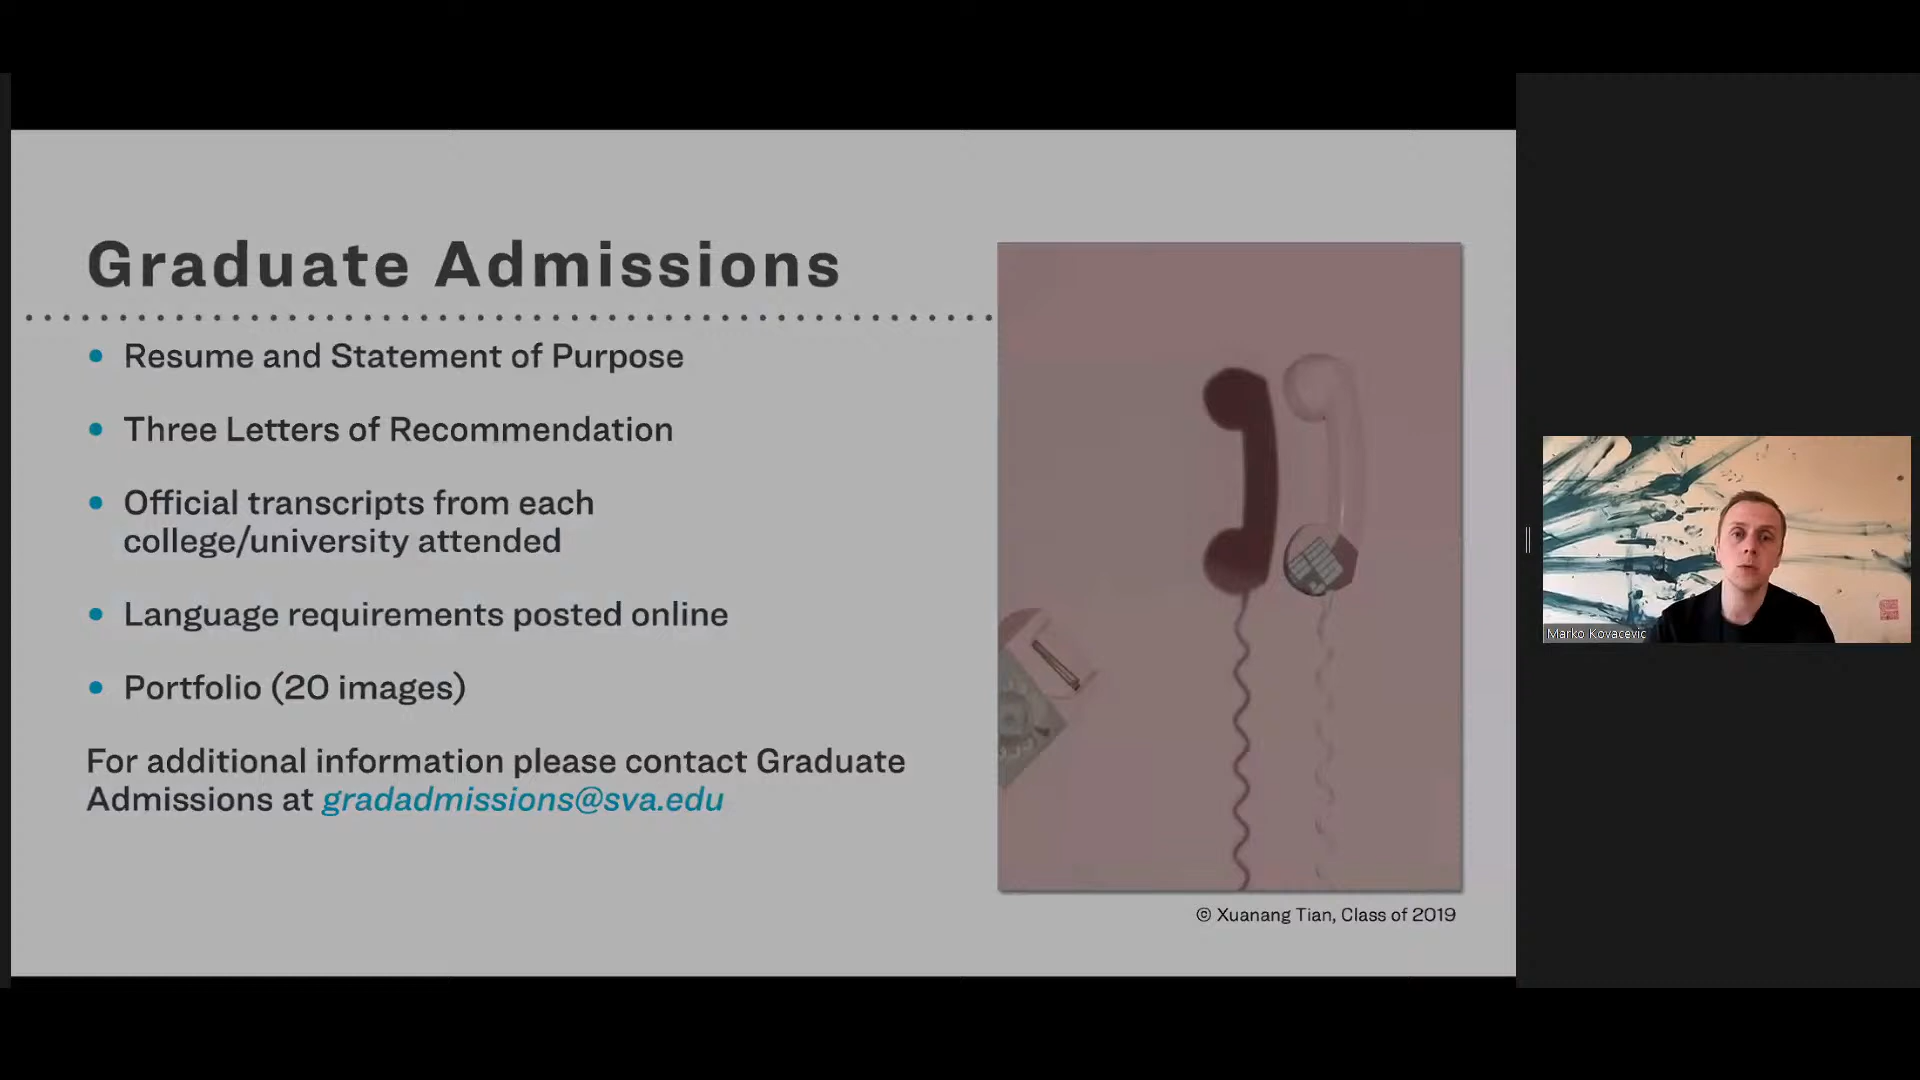 Graduate Admissions
Resume and Statement of Purpose
Three Letters of Recommendation
Official transcripts from each
college/university attended
Language requirements posted online
Portfolio (20 images)
For additional information please contact Graduate
Admissions at gradadmissions@sva.edu
© Xuanang Tian, Class of 2019
Marko Kovacevic